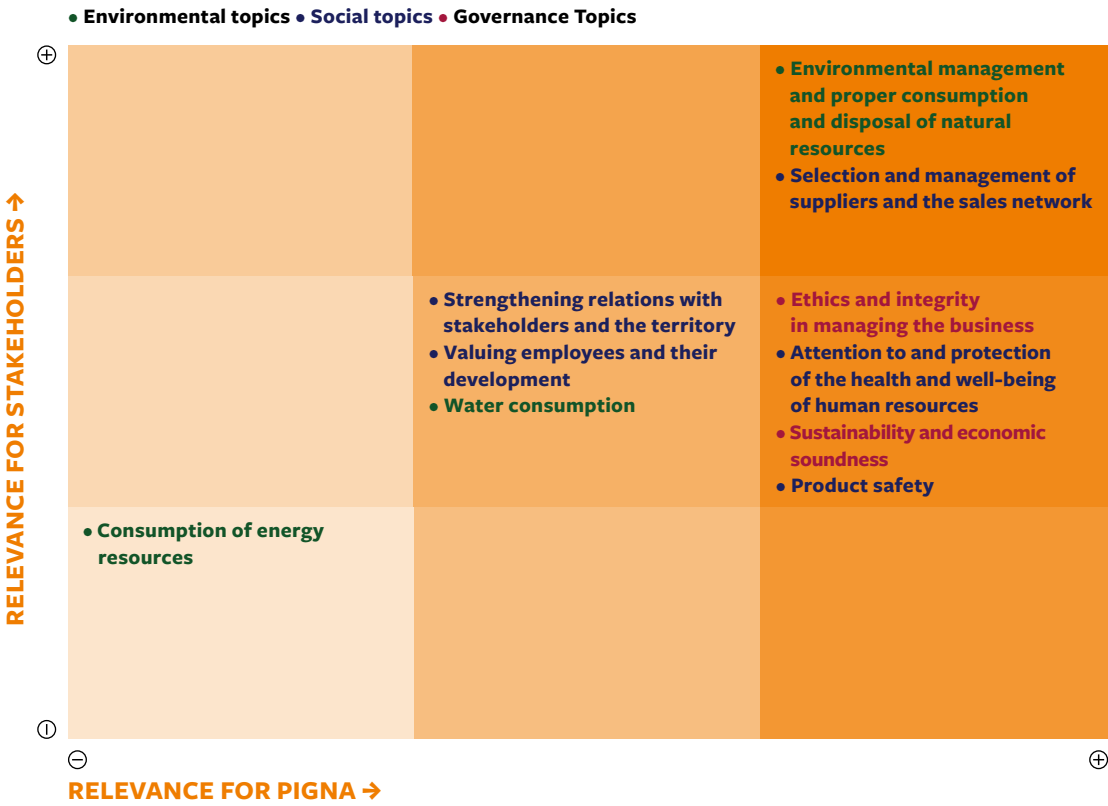 • Environmental topics • Social topics • Governance Topics
• Environmental management
and proper consumption
and disposal of natural
resources
• Selection and management of
suppliers and the sales network
• Strengthening relations with
stakeholders and the territory
• Valuing employees and their
development
• Water consumption
• Ethics and integrity
in managing the business
• Attention to and protection
of the health and well-being
of human resources
• Sustainability and economic
soundness
• Product safety
• Consumption of energy
resources
RELEVANCE FOR STAKEHOLDERS →
RELEVANCE FOR PIGNA →